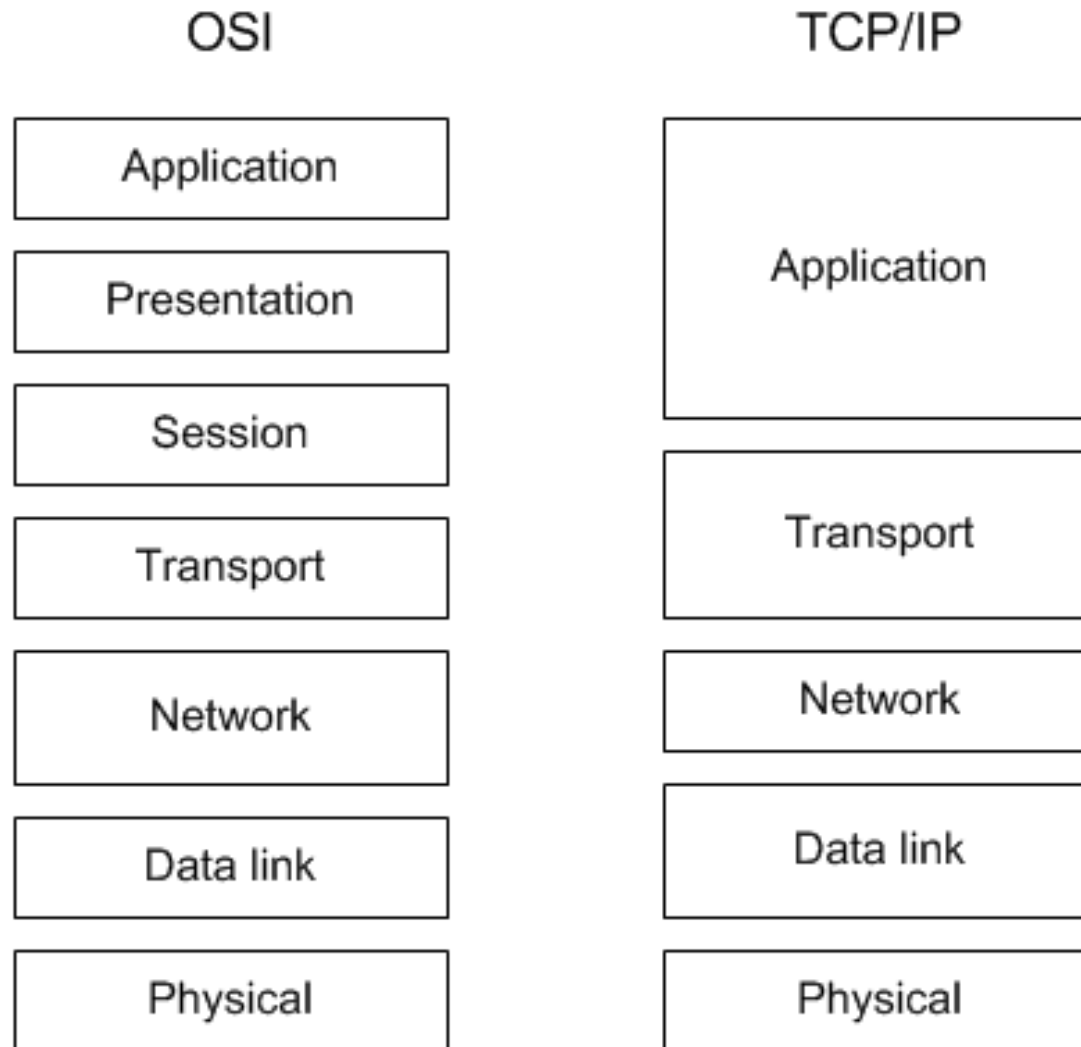 OSI
TCP/IP
Application
Presentation
Session
Transport
Network
Data link
Physical
Application
Transport
Network
Data link
Physical